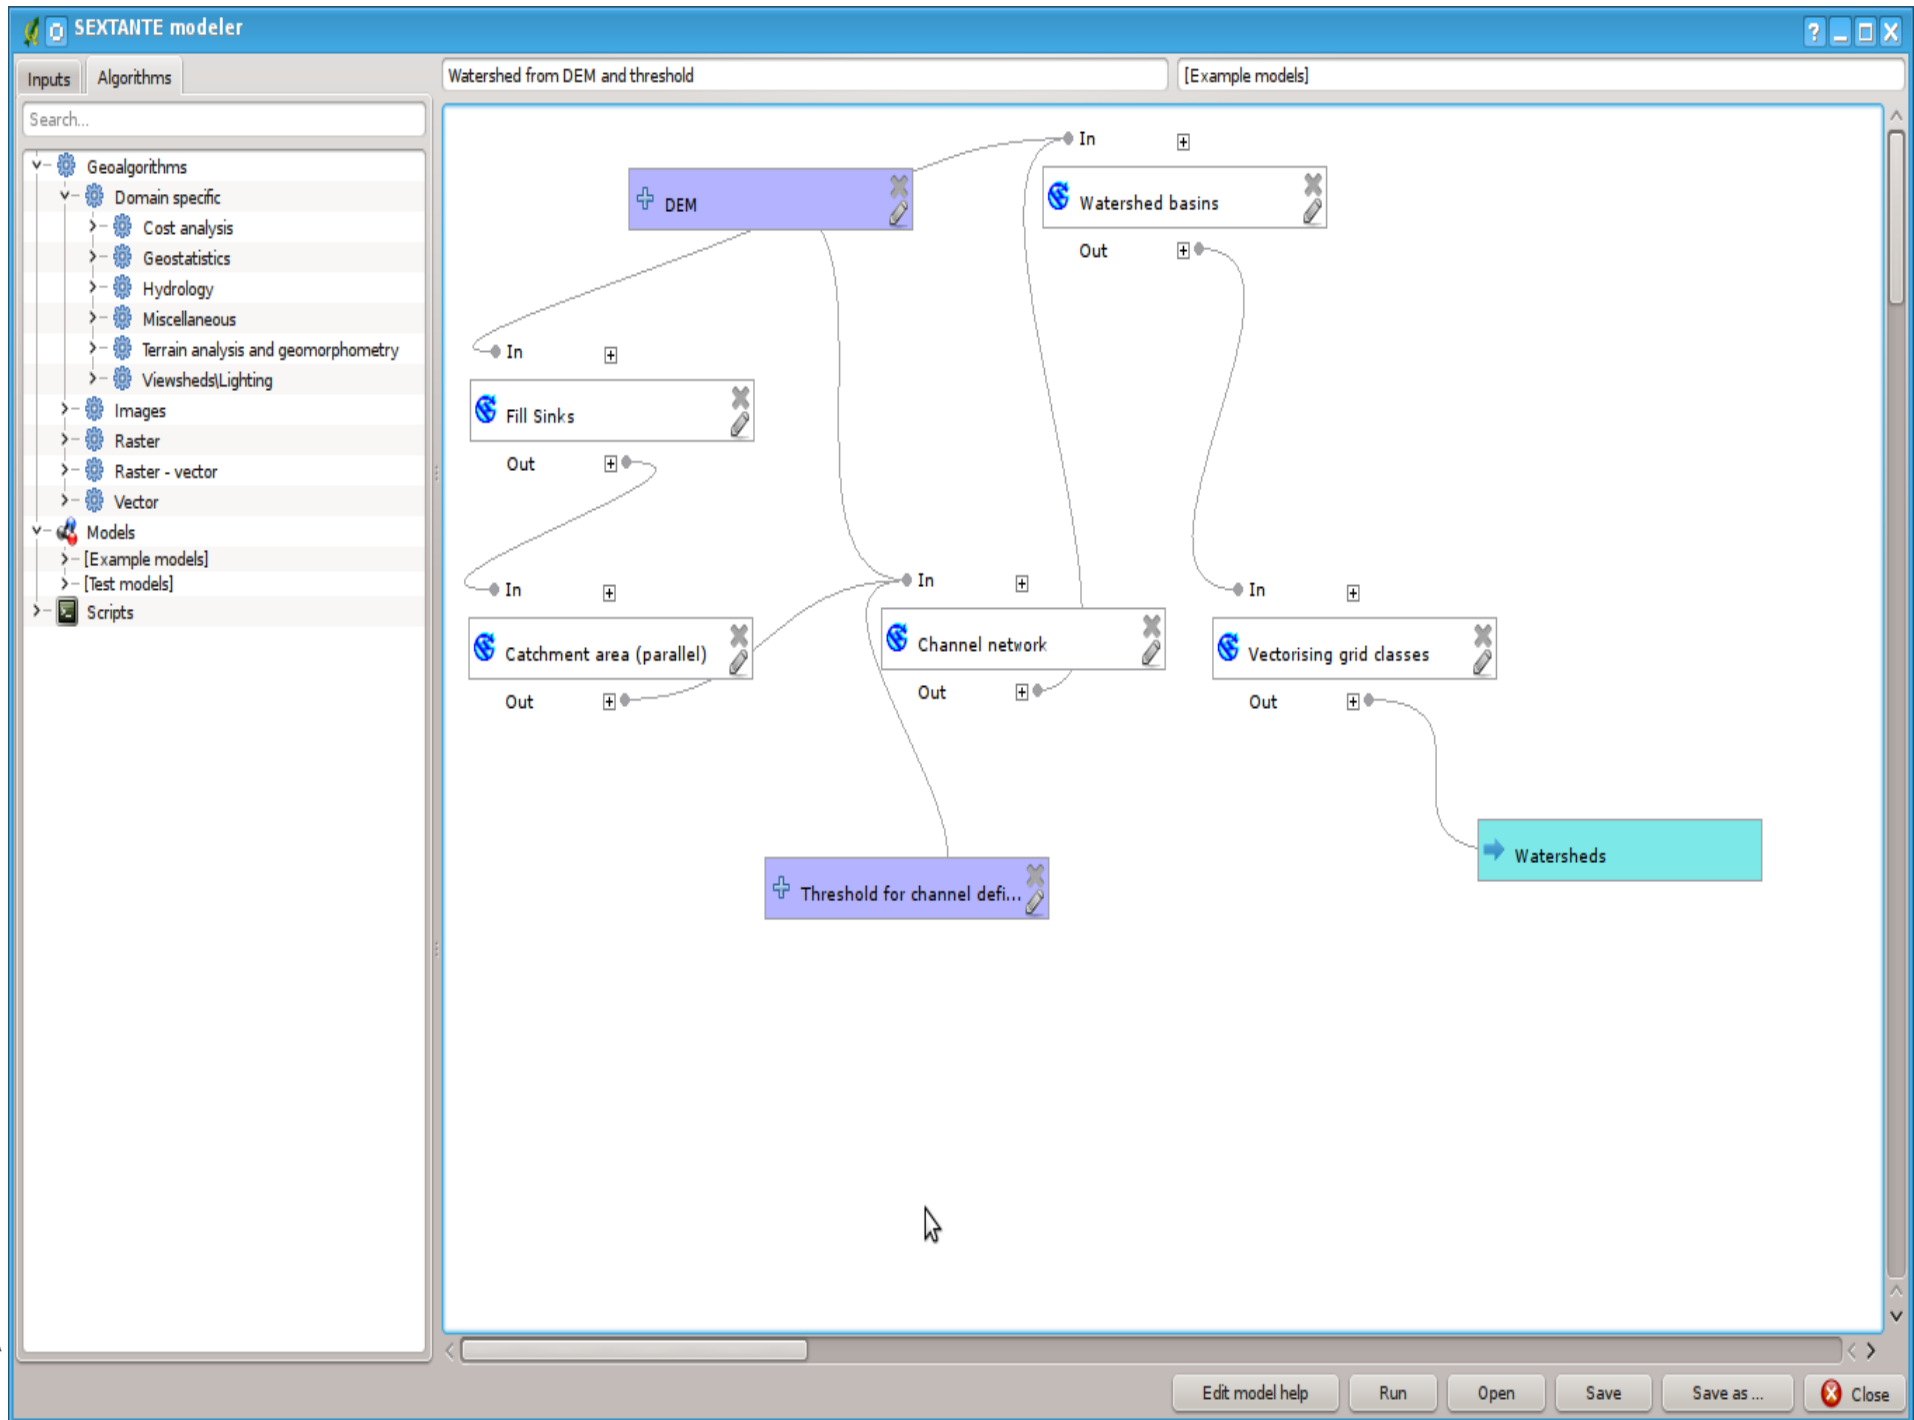 SEXTANTE modeler
Inputs
Algorithms
Watershed from DEM and threshold
[Example models]
Search...
Geoalgorithms
Domain specific
Cost analysis
Geostatistics
Hydrology
Miscellaneous
Terrain analysis and geomorphometry
Viewsheds\Lighting
Images
Raster
Raster - vector
Vector
Models
[Example models]
[Test models]
Scripts
In
DEM
Watershed basins
Out
In
Fill Sinks
Out
In
Catchment area (parallel)
Out
In
Channel network
Out
In
Vectorising grid classes
Out
Watersheds
Threshold for channel defi...
Edit model help
Run
Open
Save
Save as ...
Close